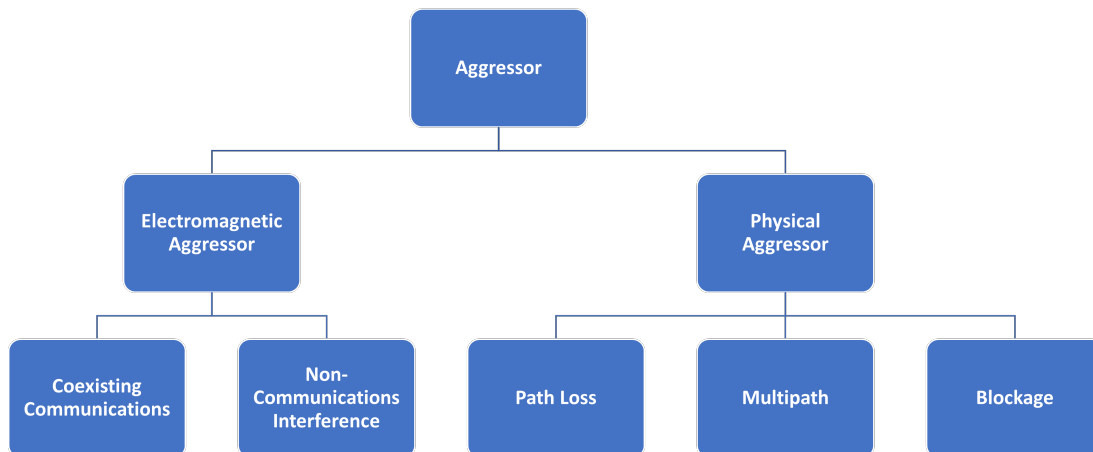 Aggressor
Electromagnetic
Aggressor
Physical
Aggressor
Coexisting
Communications
Non-
Communications
Interference
Path Loss
Multipath
Blockage